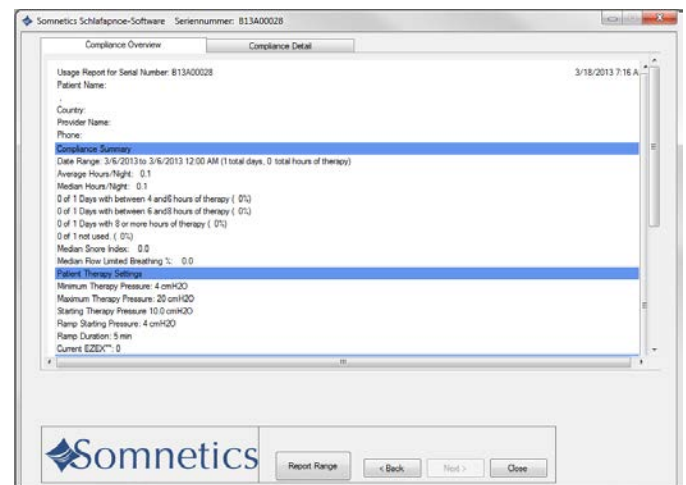 Somnetics Schlafapnoe-Software Seriennummer: B13A00028
Compliance Overview
Compliance Detail
Usage Report for Serial Number: B13A00028
3/18/2013 7:16 A
Patient Name:
,
Country:
Provider Name:
Phone:
Compliance Summary
Date Range: 3/6/2013 to 3/6/2013 12:00 AM (1 total days, 0 total hours of therapy)
Average Hours/Night: 0.1
Median Hours/Night: 0.1
0 of 1 Days with between 4 and6 hours of therapy ( 0%)
0 of 1 Days with between 6 and8 hours of therapy ( 0%)
0 of 1 Days with 8 or more hours of therapy ( 0%)
0 of 1 not used. ( 0%)
Median Snore Index: 0.0
Median Flow Limited Breathing %: 0.0
Patient Therapy Settings
Minimum Therapy Pressure: 4 cmH2O
Maximum Therapy Pressure: 20 cmH2O
Starting Therapy Pressure 10.0 cmH2O
Ramp Starting Pressure: 4 cmH2O
Ramp Duration: 5 min
Current EZEX™: 0
Somnetics
Report Range
< Back
Next >
Close